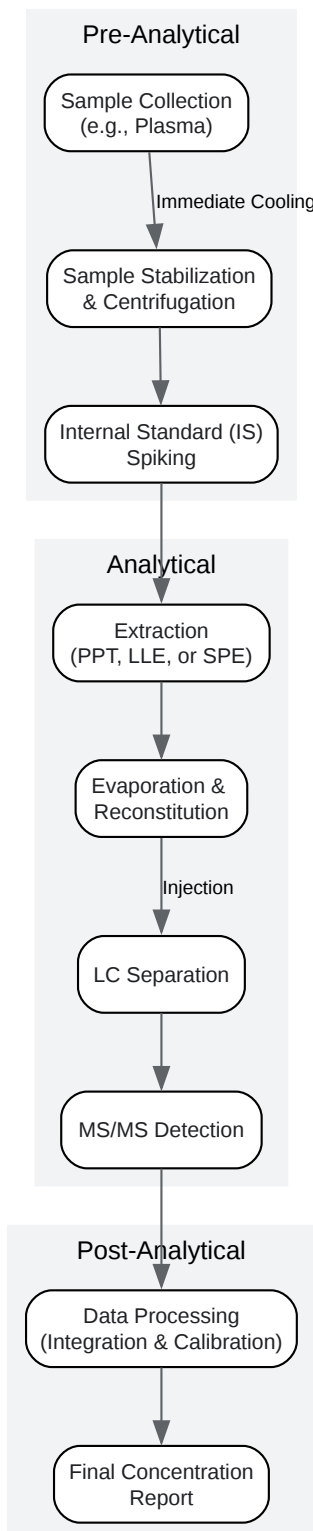 Pre-Analytical
Sample Collection
(e.g., Plasma)
Immediate Cooling
Sample Stabilization
& Centrifugation
Internal Standard (IS)
Spiking
Analytical
Extraction
(PPT, LLE, or SPE)
Evaporation &
Reconstitution
Injection
LC Separation
MS/MS Detection
Post-Analytical
Data Processing
(Integration & Calibration)
Final Concentration
Report